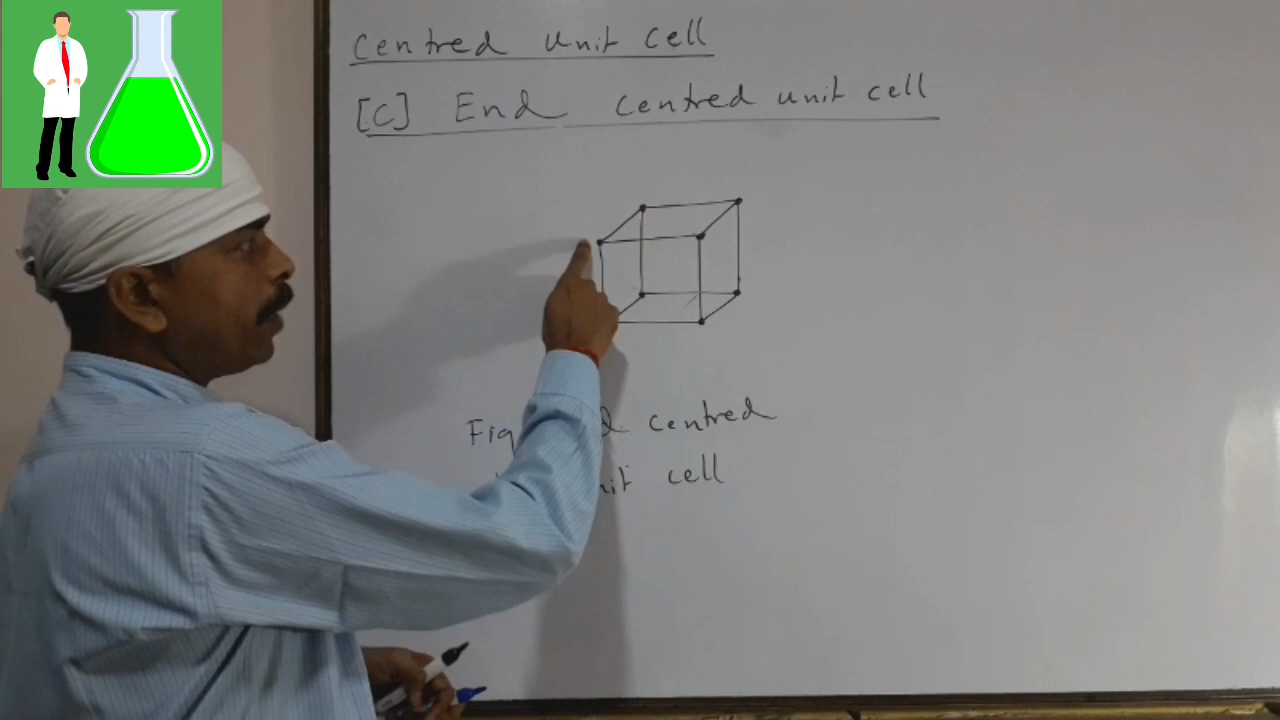 Centred Unit Cell
[C] End Centred unit cell
Fig centred
cell